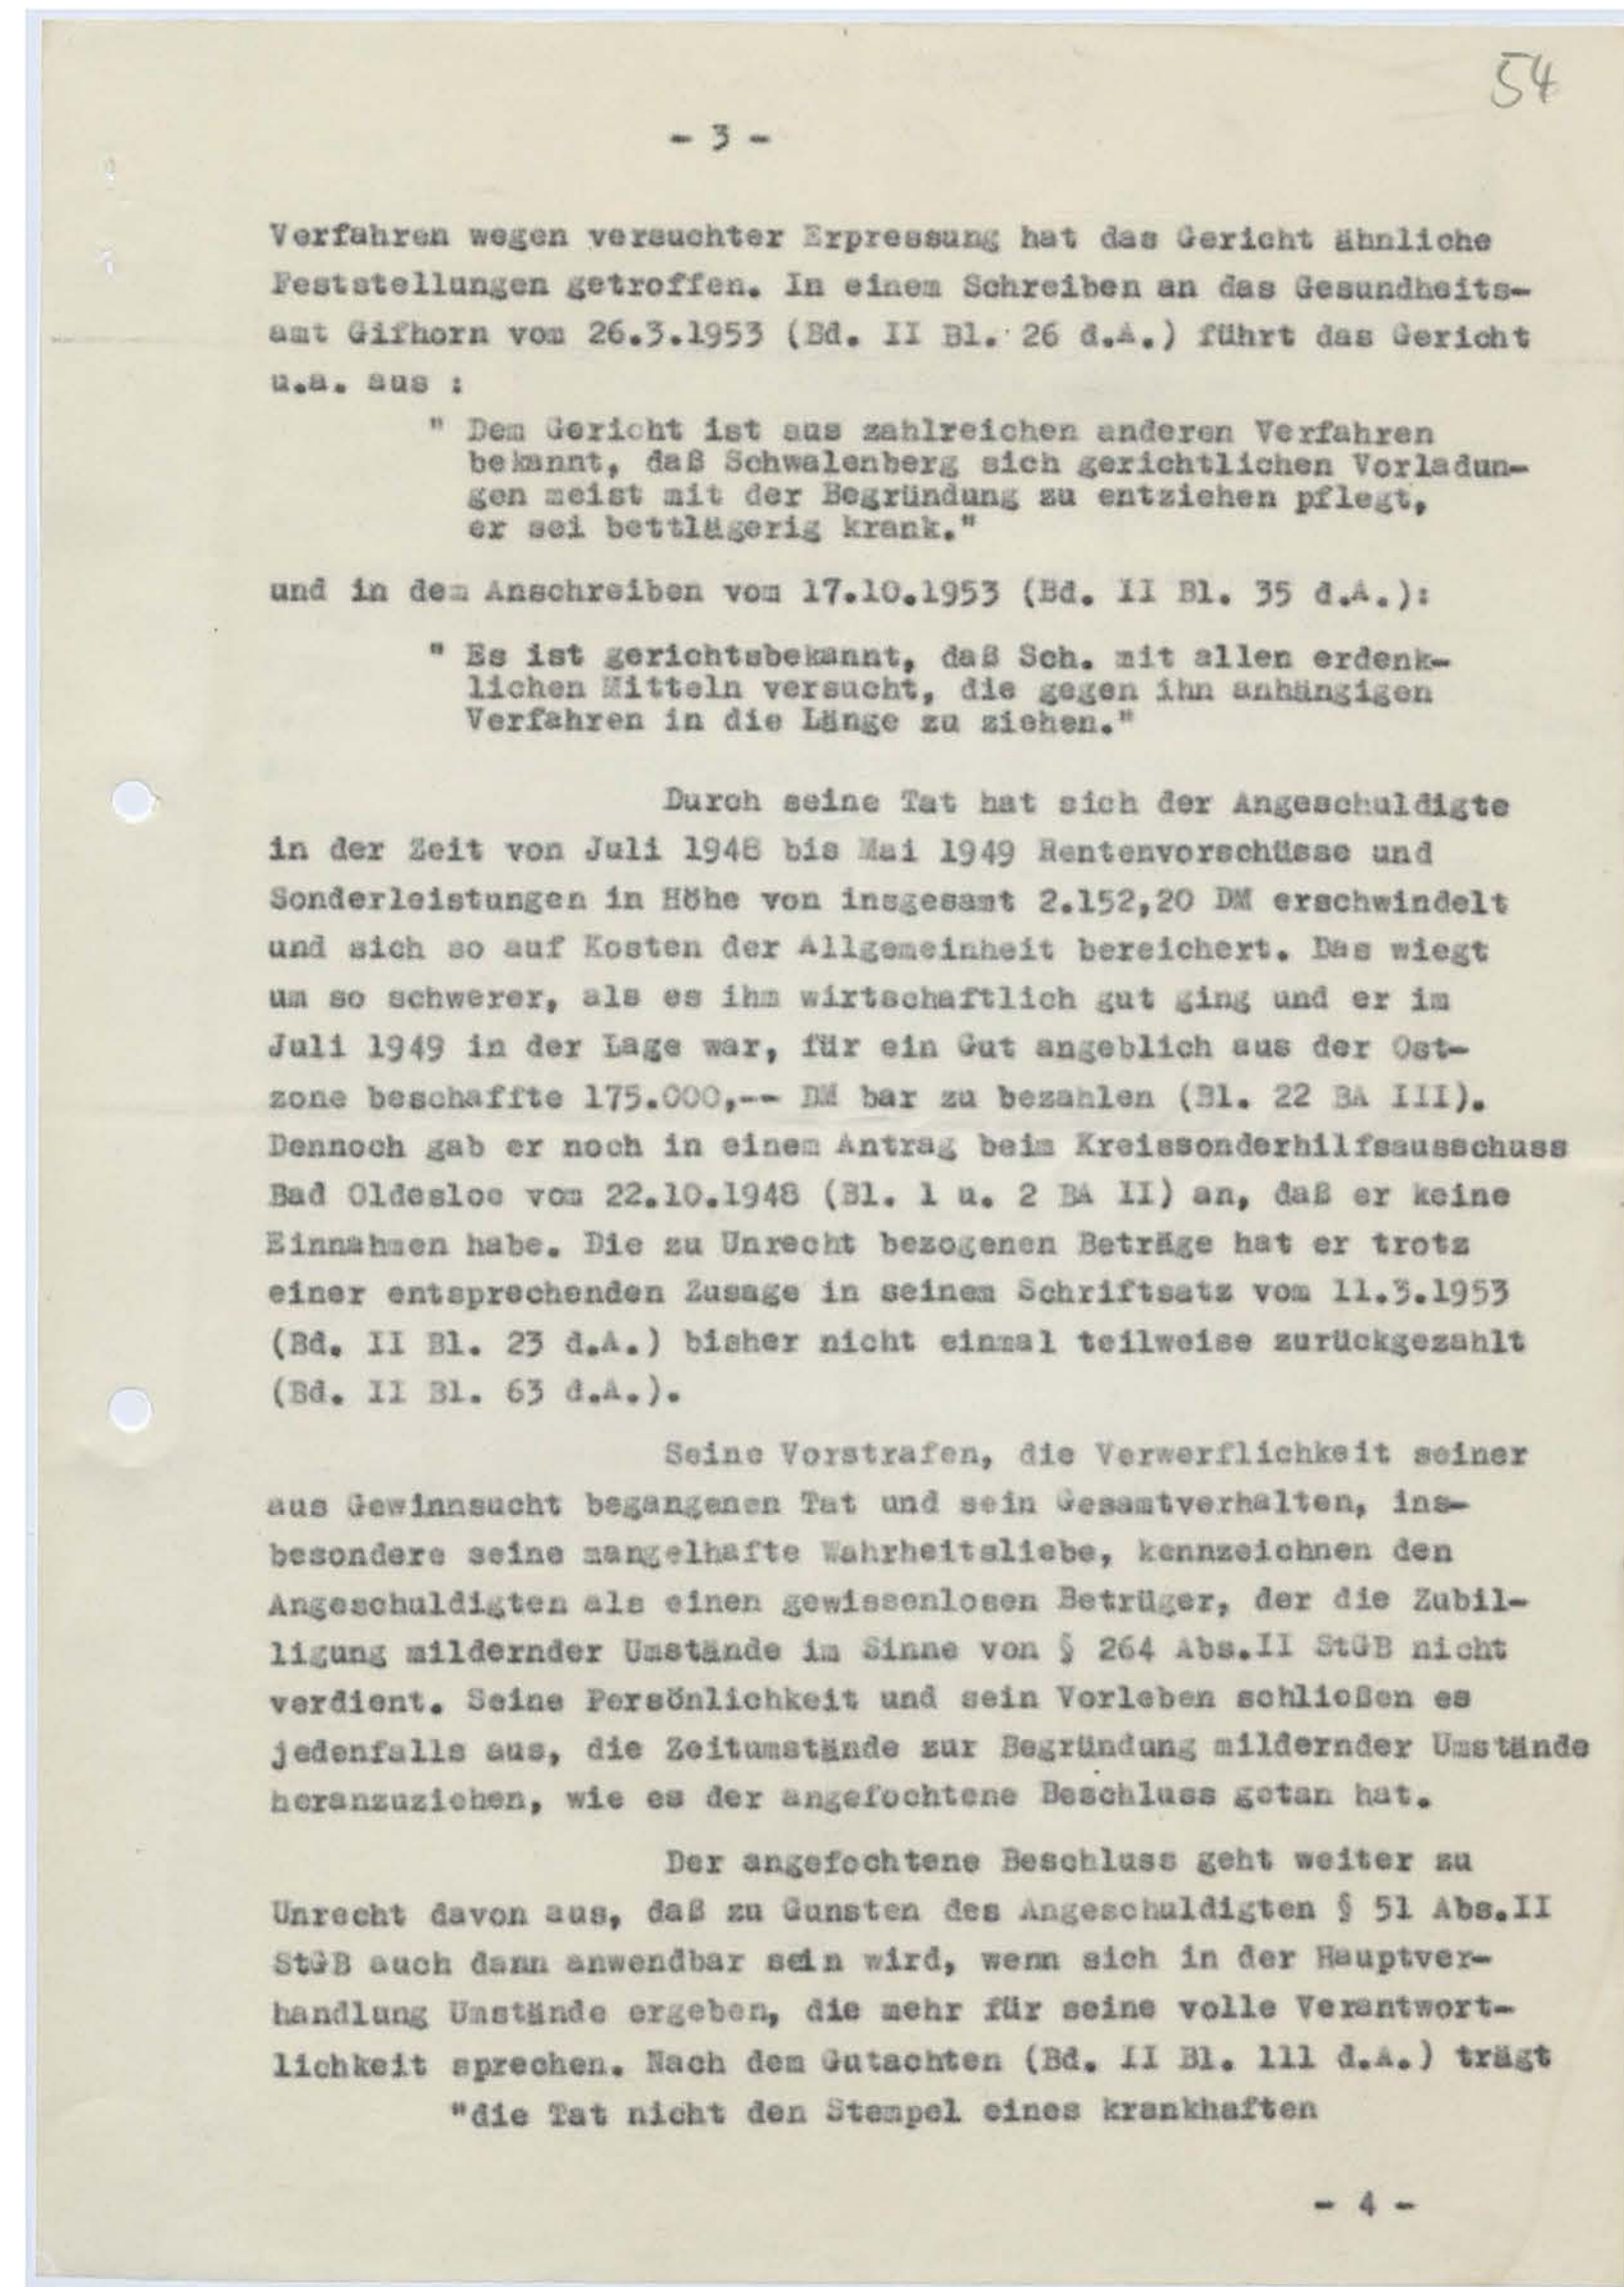 54
- 3 -
Verfahren wegen versuchter Erpressung hat das Gericht ähnliche
Feststellungen getroffen. In einem Schreiben an das Gesundheits-
amt Gifhorn vom 26.3.1953 (Bd. II Bl. 26 d.A.) führt das Gericht
u.a. aus :
" Dem Gericht ist aus zahlreichen anderen Verfahren
bekannt, daß Schwalenberg sich gerichtlichen Vorladun-
gen meist mit der Begründung zu entziehen pflegt,
er sei bettlägerig krank."
und in dem Anschreiben vom 17.10.1953 (Bd. II Bl. 35 d.A.):
" Es ist gerichtsbekannt, daß Sch. mit allen erdenk-
lichen Mitteln versucht, die gegen ihn anhängigen
Verfahren in die Länge zu ziehen."
Durch seine Tat hat sich der Angeschuldigte
in der Zeit von Juli 1948 bis Mai 1949 Rentenvorschüsse und
Sonderleistungen in Höhe von insgesamt 2.152,20 DM erschwindelt
und sich so auf Kosten der Allgemeinheit bereichert. Das wiegt
um so schwerer, als es ihm wirtschaftlich gut ging und er im
Juli 1949 in der Lage war, für ein Gut angeblich aus der Ost-
zone beschaffte 175.000,-- DM bar zu bezahlen (Bl. 22 BA III).
Dennoch gab er noch in einem Antrag beim Kreissonderhilfsausschuss
Bad Oldesloe vom 22.10.1948 (Bl. 1 u. 2 BA II) an, daß er keine
Einnahmen habe. Die zu Unrecht bezogenen Beträge hat er trotz
einer entsprechenden Zusage in seinem Schriftsatz vom 11.3.1953
(Bd. II Bl. 23 d.A.) bisher nicht einmal teilweise zurückgezahlt
(Bd. II Bl. 63 d.A.).
Seine Vorstrafen, die Verwerflichkeit seiner
aus Gewinnsucht begangenen Tat und sein Gesamtverhalten, ins-
besondere seine mangelhafte Wahrheitsliebe, kennzeichnen den
Angeschuldigten als einen gewissenlosen Betrüger, der die Zubil-
ligung mildernder Umstände im Sinne von § 264 Abs.II StGB nicht
verdient. Seine Persönlichkeit und sein Vorleben schließen es
jedenfalls aus, die Zeitumstände zur Begründung mildernder Umstände
heranzuziehen, wie es der angefochtene Beschluss getan hat.
Der angefochtene Beschluss geht weiter zu
Unrecht davon aus, daß zu Gunsten des Angeschuldigten § 51 Abs.II
StGB auch dann anwendbar sein wird, wenn sich in der Hauptver-
handlung Umstände ergeben, die mehr für seine volle Verantwort-
lichkeit sprechen. Nach dem Gutachten (Bd. II Bl. 111 d.A.) trägt
"die Tat nicht den Stempel eines krankhaften
- 4 -